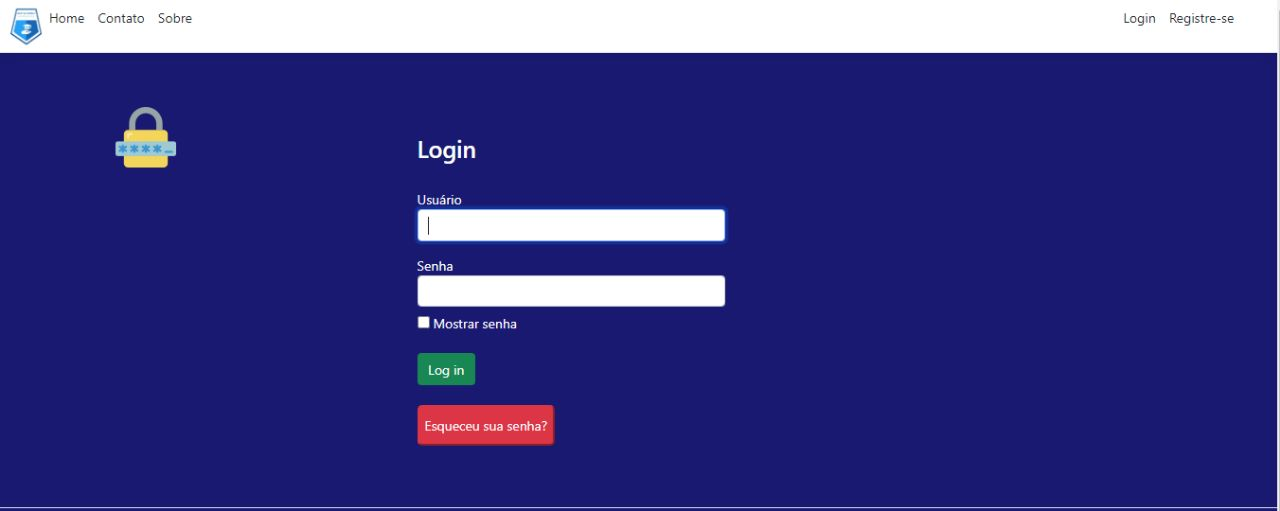 Home Contato Sobre Login Registre-se
****_
Login
Usuário
Senha
Mostrar senha
Log in
Esqueceu sua senha?